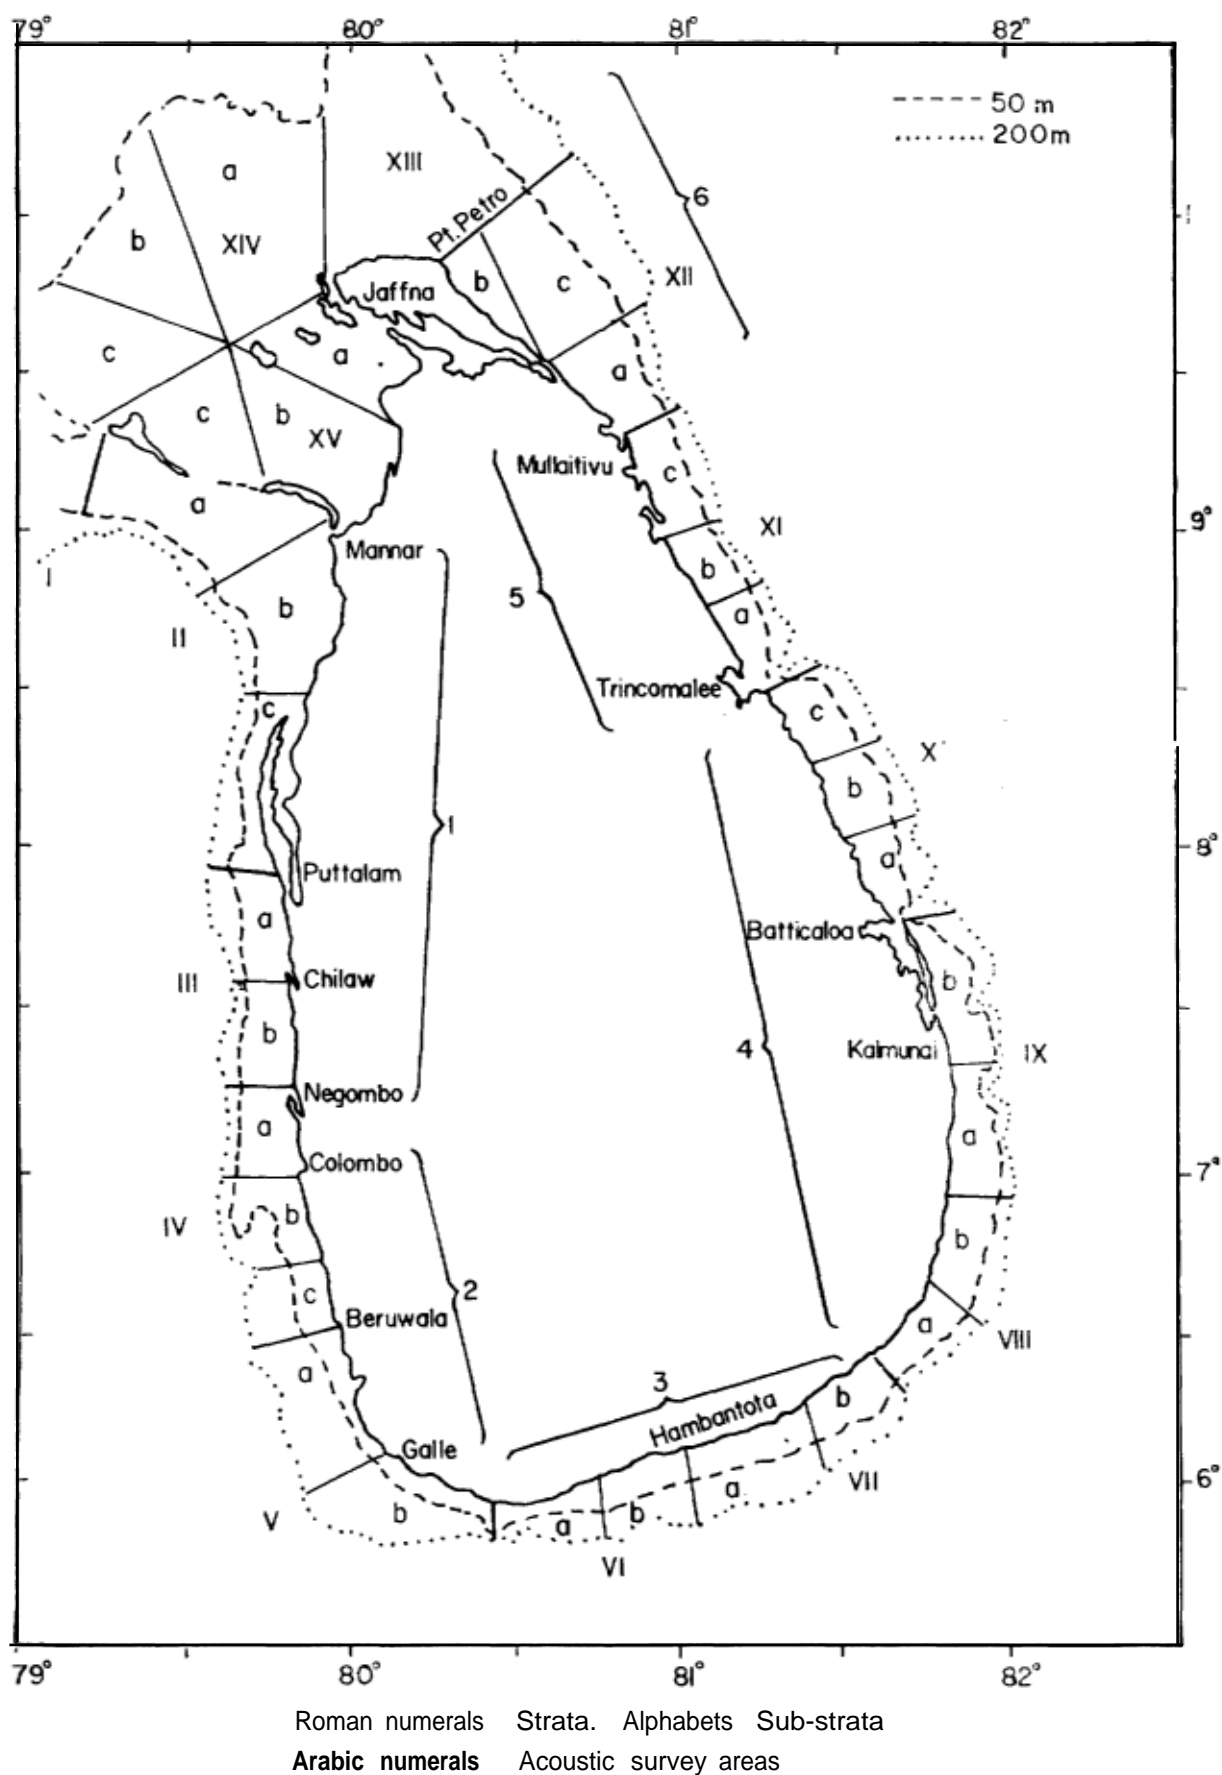 79° 80° 81° 82°
50 m
200m
XIII
a
6
Pt. Petro
b
XIV
XII
b
c
Jaffna
c
a
a
c
b
XV
Mullaitivu
c
a
9°
XI
Mannar
I
b
5
b
a
II
Trincomalee
c
c
X
b
1
8°
a
Puttalam
a
Batticaloa
III
Chilaw
b
b
4
Kalmunai
IX
Negombo
a
a
Colombo
7°
IV
b
b
2
c
Beruwala
a
VIII
a
3
b
Hambantota
Galle
VII
6°
a
V
b
a
b
VI
79° 80° 81° 82°
Roman numerals Strata. Alphabets Sub-strata
Arabic numerals Acoustic survey areas